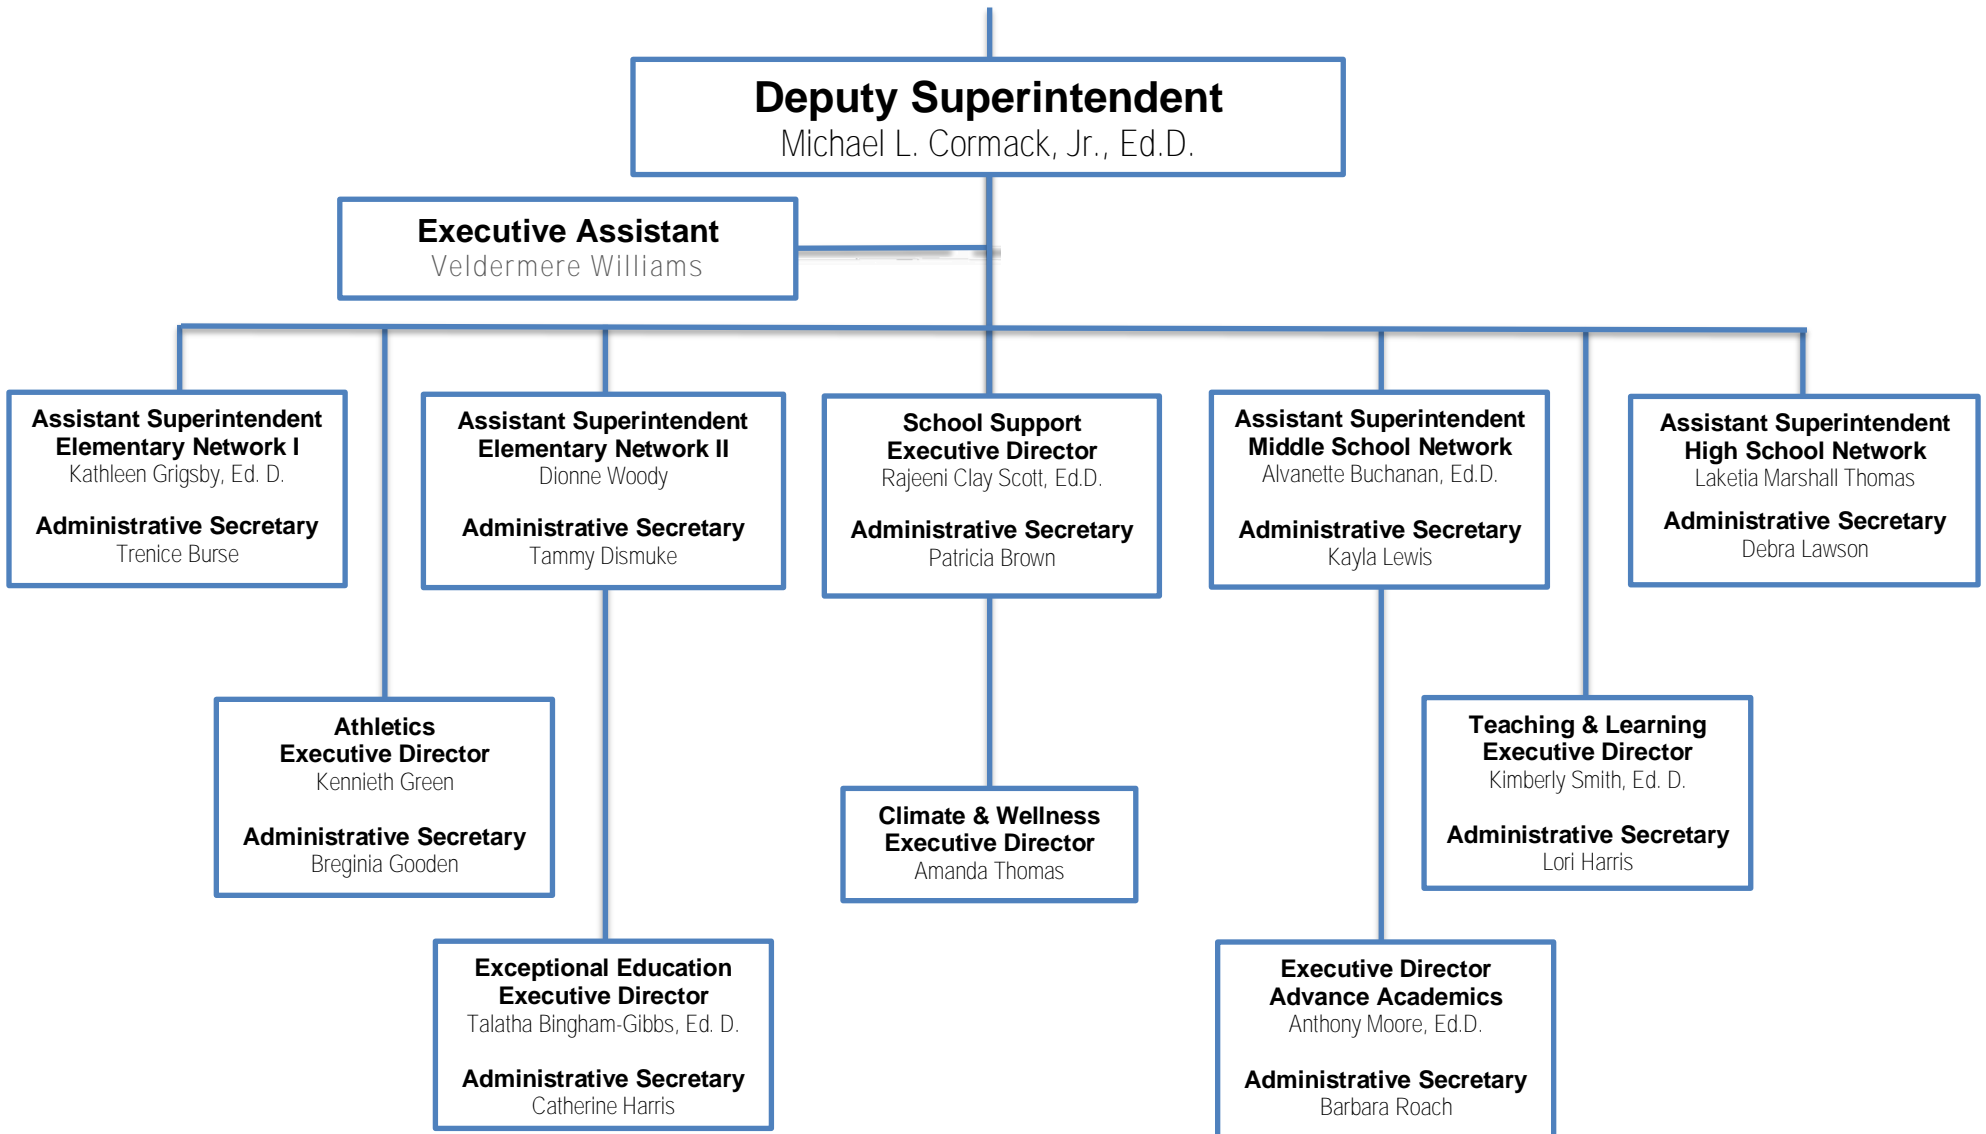 Deputy Superintendent
Michael L. Cormack, Jr., Ed.D.
Executive Assistant
Veldermere Williams
Assistant Superintendent
Elementary Network I
Kathleen Grigsby, Ed. D.
Administrative Secretary
Trenice Burse
Assistant Superintendent
Elementary Network II
Dionne Woody
Administrative Secretary
Tammy Dismuke
School Support
Executive Director
Rajeeni Clay Scott, Ed.D.
Administrative Secretary
Patricia Brown
Assistant Superintendent
Middle School Network
Alvanette Buchanan, Ed.D.
Administrative Secretary
Kayla Lewis
Assistant Superintendent
High School Network
Laketia Marshall Thomas
Administrative Secretary
Debra Lawson
Athletics
Executive Director
Kennieth Green
Administrative Secretary
Breginia Gooden
Climate & Wellness
Executive Director
Amanda Thomas
Teaching & Learning
Executive Director
Kimberly Smith, Ed. D.
Administrative Secretary
Lori Harris
Exceptional Education
Executive Director
Talatha Bingham-Gibbs, Ed. D.
Administrative Secretary
Catherine Harris
Executive Director
Advance Academics
Anthony Moore, Ed.D.
Administrative Secretary
Barbara Roach